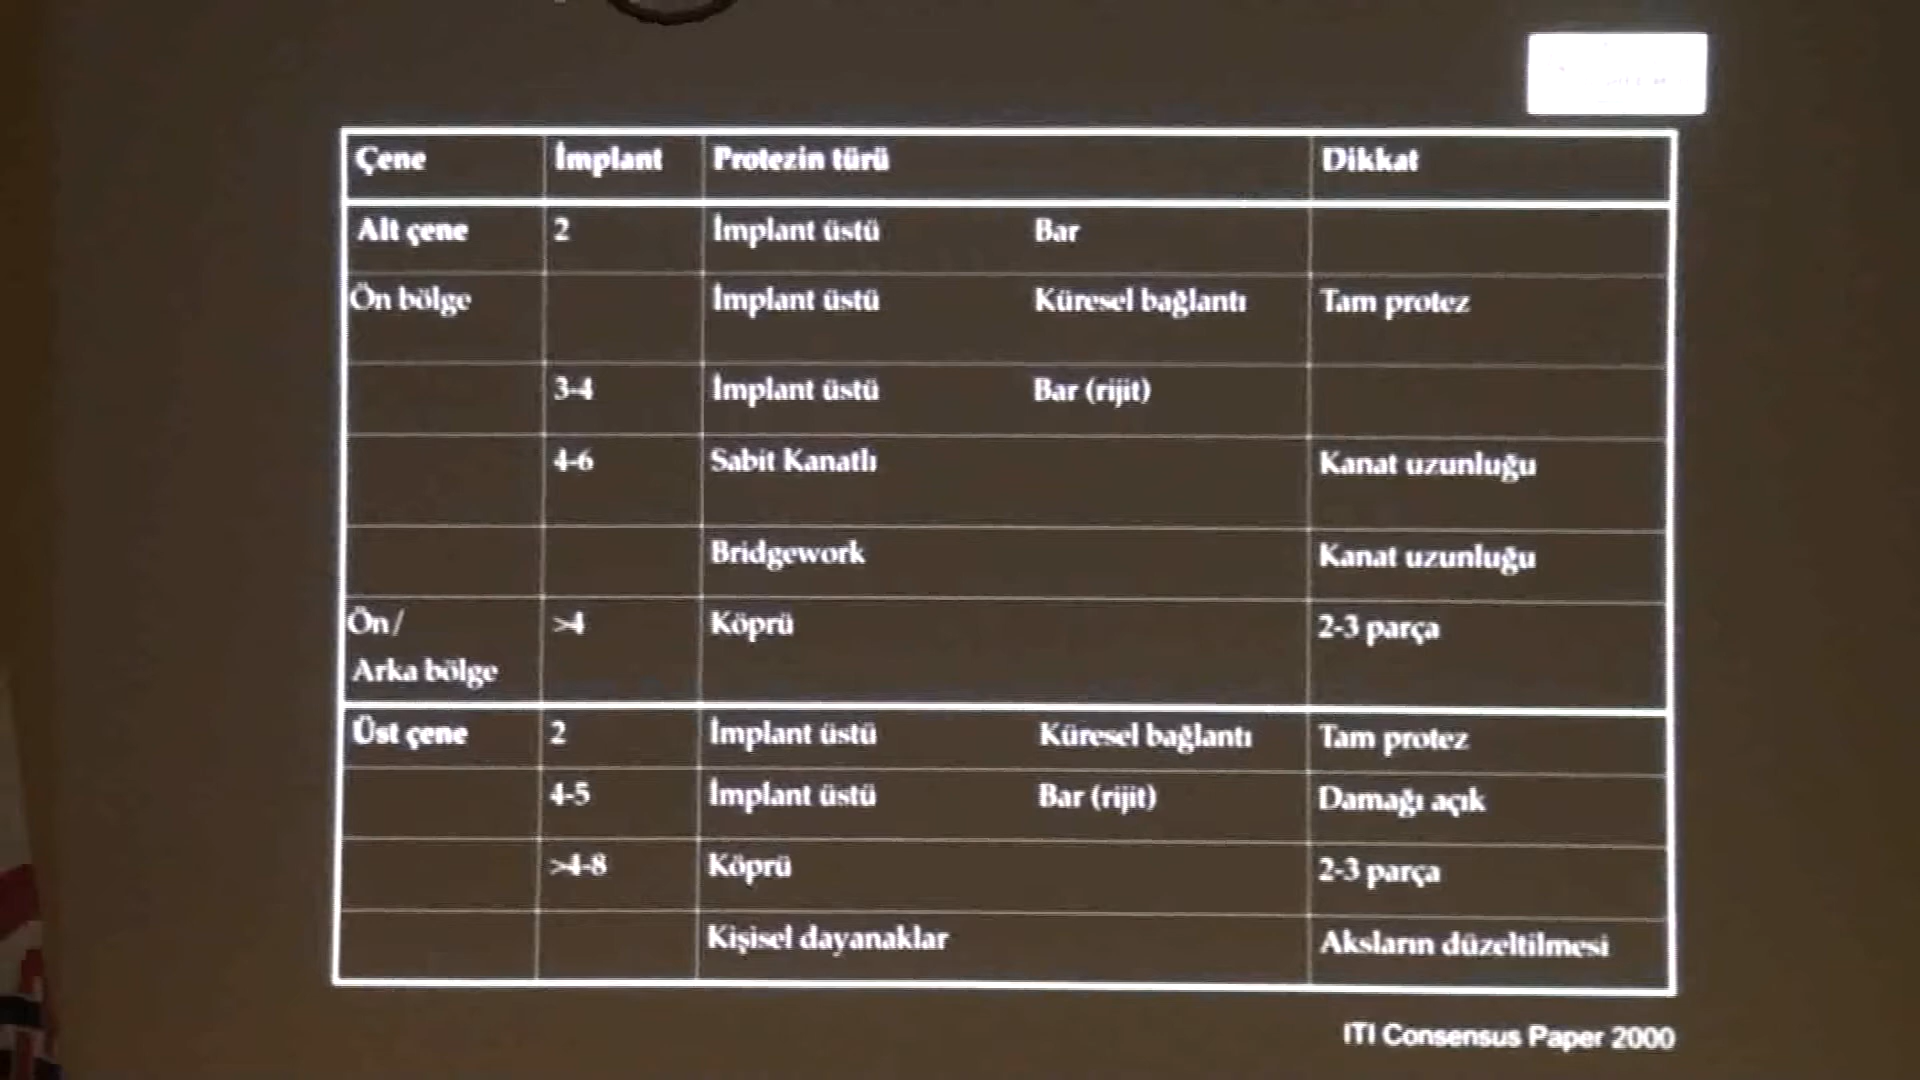 Çene İmplant Protezin türü Dikkat
Alt çene 2 İmplant üstü Bar
Ön bölge İmplant üstü Küresel bağlantı Tam protez
3-4 İmplant üstü Bar (rijit)
4-6 Sabit Kanatlı Kanat uzunluğu
Bridgework Kanat uzunluğu
Ön / >4 Köprü 2-3 parça
Arka bölge
Üst çene 2 İmplant üstü Küresel bağlantı Tam protez
4-5 İmplant üstü Bar (rijit) Damağı açık
>4-8 Köprü 2-3 parça
Kişisel dayanaklar Aksların düzeltilmesi
ITI Consensus Paper 2000